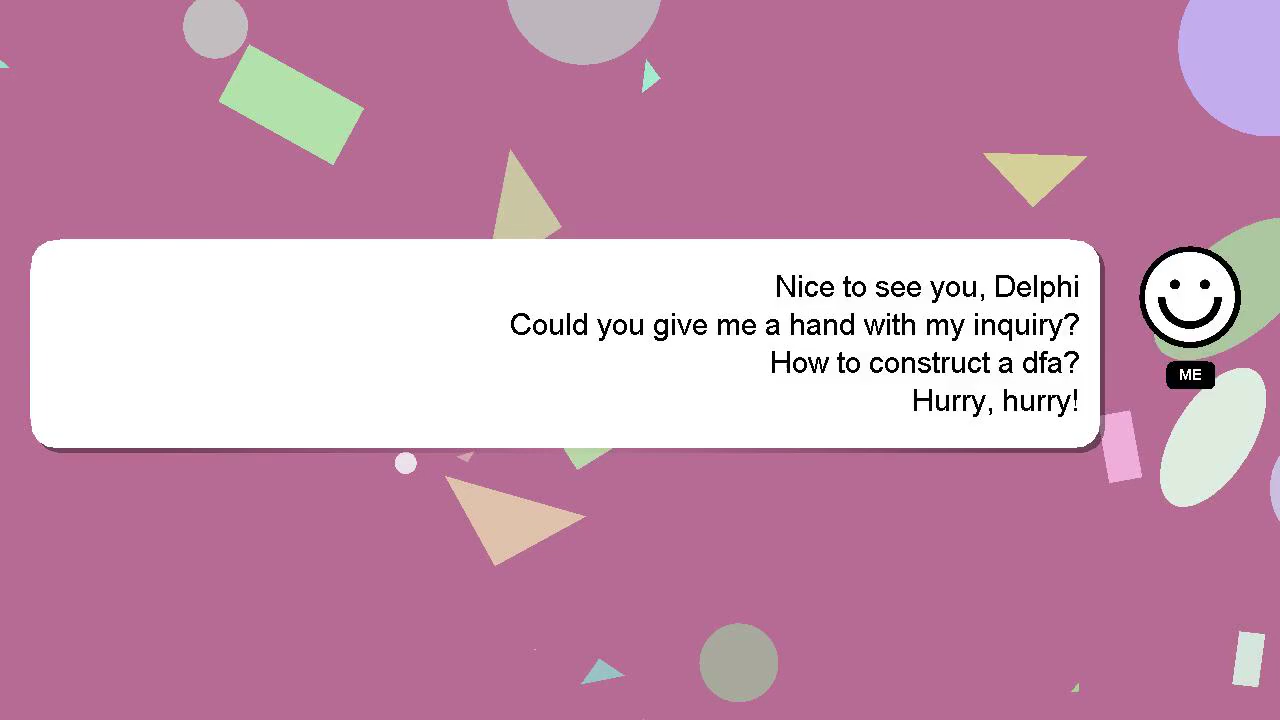 Nice to see you, Delphi
Could you give me a hand with my inquiry?
How to construct a dfa?
Hurry, hurry!
ME